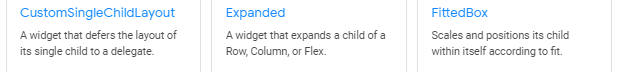 CustomSingleChildLayout
A widget that defers the layout of
its single child to a delegate.
Expanded
A widget that expands a child of a
Row, Column, or Flex.
FittedBox
Scales and positions its child
within itself according to fit.